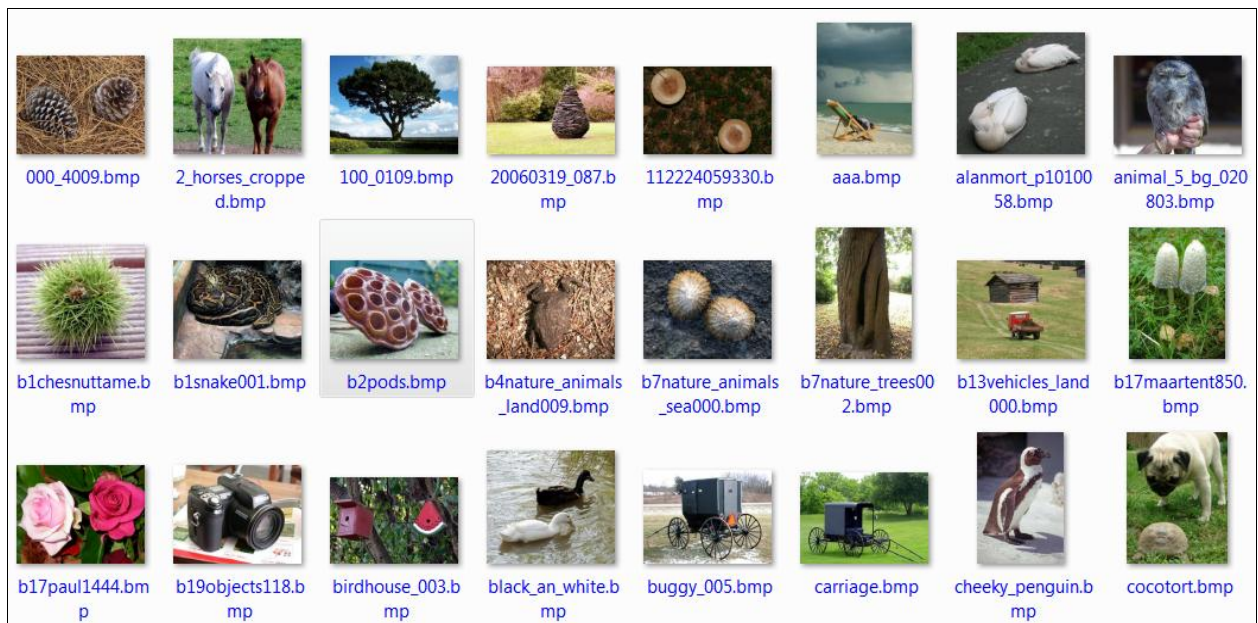 000_4009.bmp
2_horses_croppe
d.bmp
100_0109.bmp
20060319_087.b
mp
112224059330.b
mp
aaa.bmp
alanmort_p10100
58.bmp
animal_5_bg_020
803.bmp
b1chesnuttame.b
mp
b1snake001.bmp
b2pods.bmp
b4nature_animals
_land009.bmp
b7nature_animals
_sea000.bmp
b7nature_trees00
2.bmp
b13vehicles_land
000.bmp
b17maartent850.
bmp
b17paul1444.bm
p
b19objects118.b
mp
birdhouse_003.b
mp
black_an_white.b
mp
buggy_005.bmp
carriage.bmp
cheeky_penguin.b
mp
cocotort.bmp